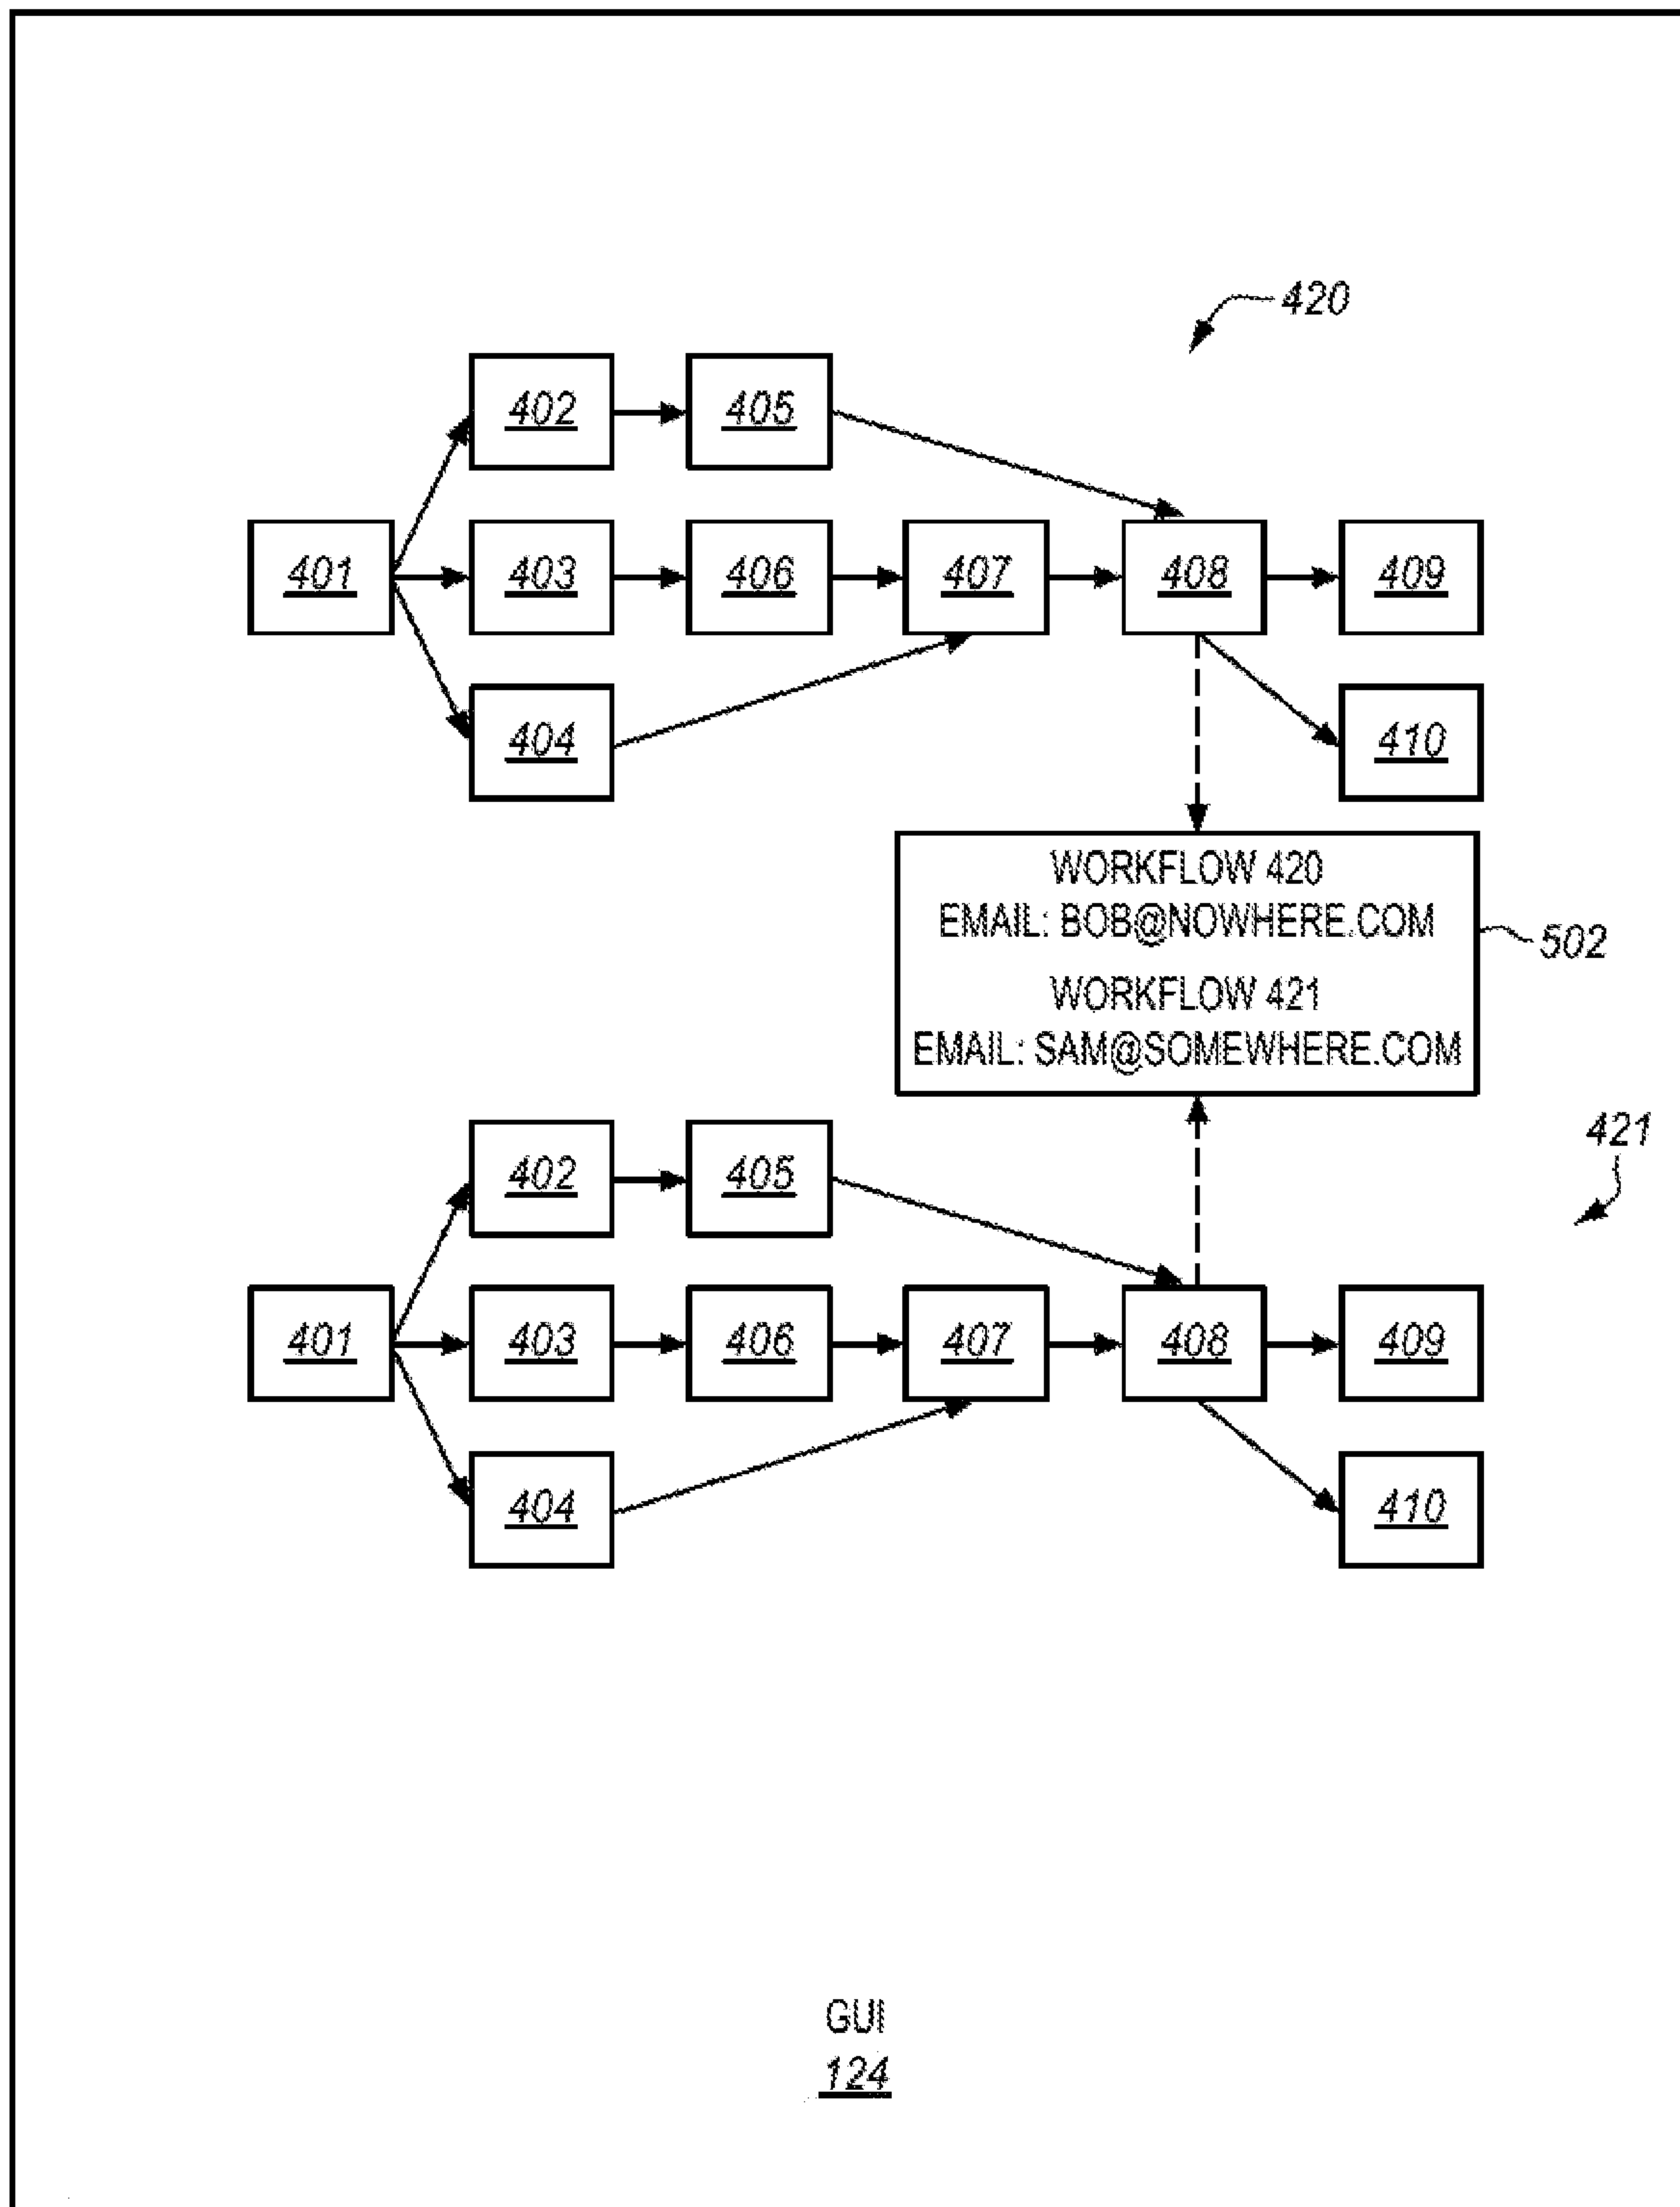 420
402 405
401 403 406 407 408 409
404 410
WORKFLOW 420
EMAIL: BOB@NOWHERE.COM
WORKFLOW 421
EMAIL: SAM@SOMEWHERE.COM
502
421
402 405
401 403 406 407 408 409
404 410
GUI
124